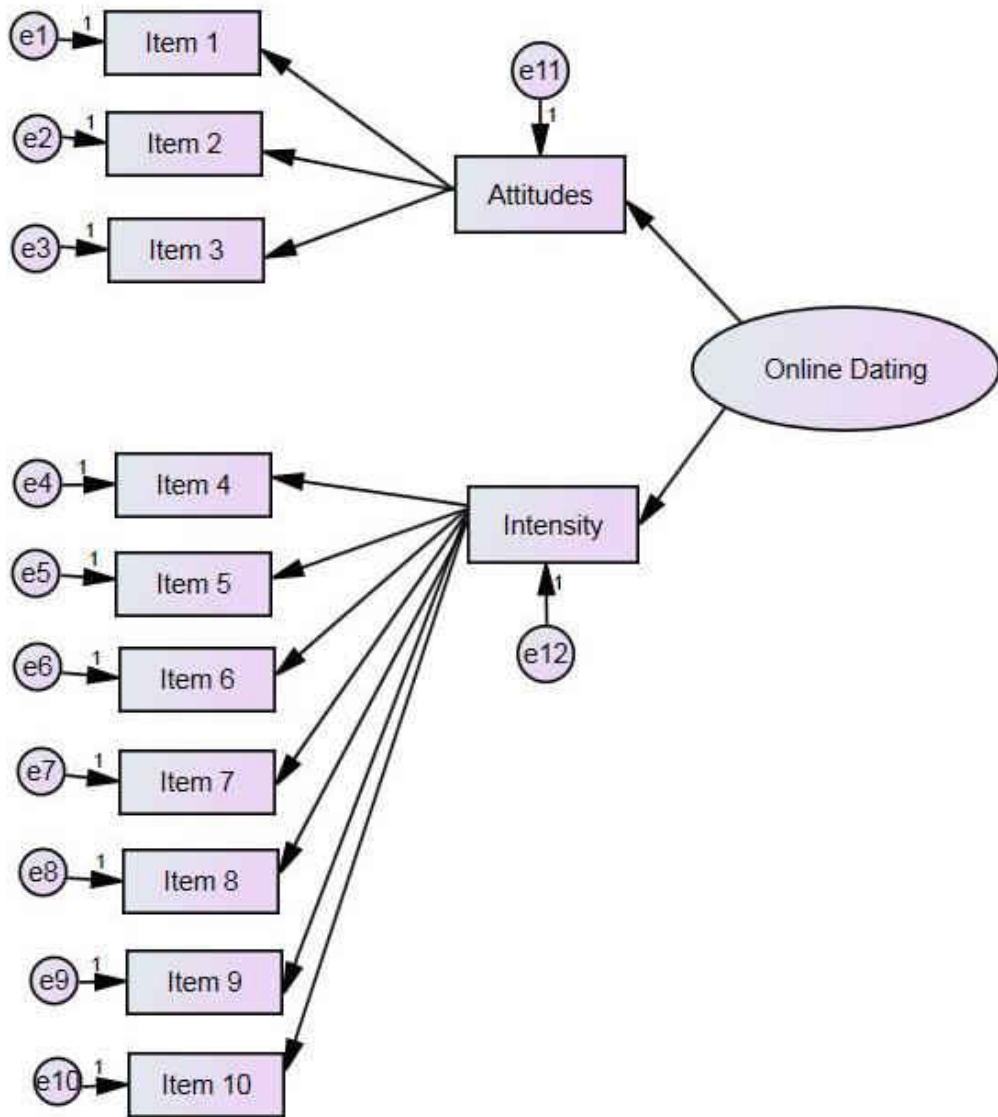 e1
1
Item 1
e2
1
Item 2
e3
1
Item 3
e11
1
Attitudes
Online Dating
e4
1
Item 4
e5
1
Item 5
e6
1
Item 6
e7
1
Item 7
e8
1
Item 8
e9
1
Item 9
e10
1
Item 10
Intensity
1
e12